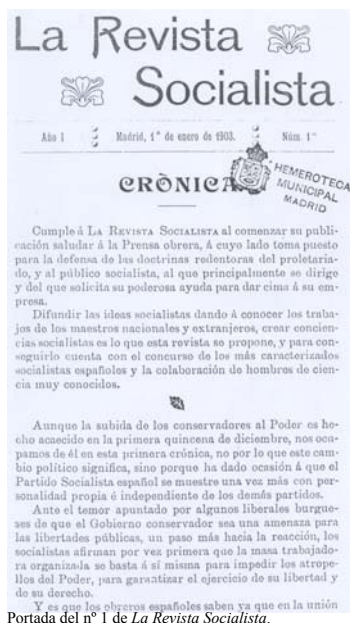 La Revista
Socialista
Año I
Madrid, 1º de enero de 1903.
Núm. 1º
CRÒNICA
HEMEROTECA
MUNICIPAL
MADRID
Cumple á LA REVISTA SOCIALISTA al comenzar su publi-
cación saludar á la Prensa obrera, á cuyo lado toma puesto
para la defensa de las doctrinas redentoras del proletaria-
do, y al público socialista, al que principalmente se dirige
y del que solicita su poderosa ayuda para dar cima á su em-
presa.
Difundir las ideas socialistas dando á conocer los traba-
jos de los maestros nacionales y extranjeros, crear concien-
cias socialistas es lo que esta revista se propone, y para con-
seguirlo cuenta con el concurso de los más caracterizados
socialistas españoles y la colaboración de hombres de cien-
cia muy conocidos.
Aunque la subida de los conservadores al Poder es he-
cho acaecido en la primera quincena de diciembre, nos ocu-
pamos de él en esta primera crónica, no por lo que este cam-
bio político significa, sino porque ha dado ocasión á que el
Partido Socialista español se muestre una vez más con per-
sonalidad propia é independiente de los demás partidos.
Ante el temor apuntado por algunos liberales burgue-
ses de que el Gobierno conservador sea una amenaza para
las libertades públicas, un paso más hacia la reacción, los
socialistas afirman por vez primera que la masa trabajado-
ra organizada se basta á sí misma para impedir los atrope-
llos del Poder, para garantizar el ejercicio de su libertad y
de su derecho.
Y es que los obreros españoles saben ya que en la unión
Portada del nº 1 de La Revista Socialista.